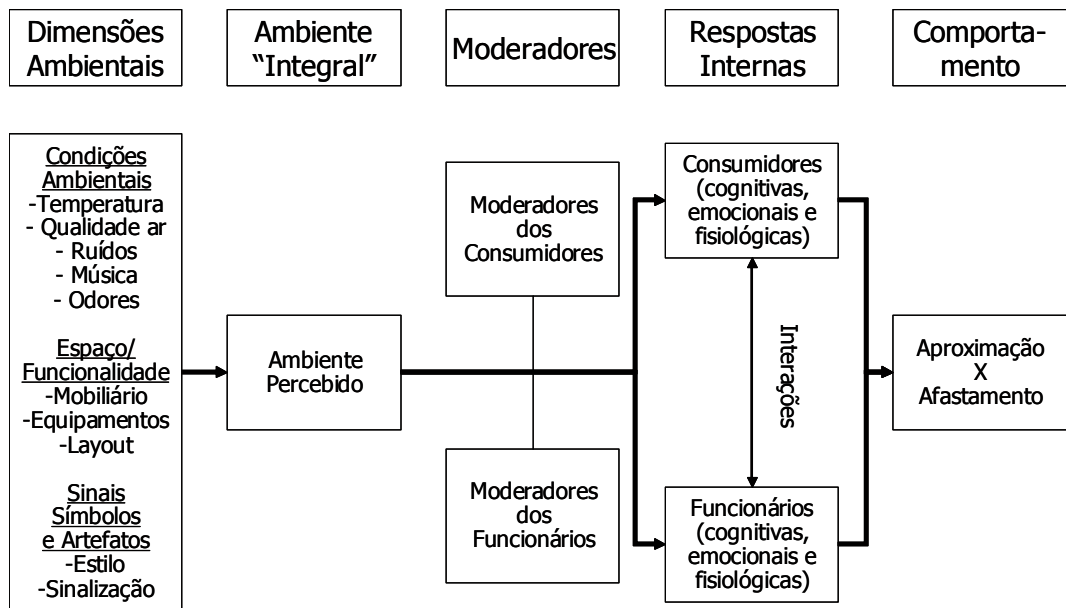 Dimensões
Ambientais
Ambiente
“Integral”
Moderadores
Respostas
Internas
Comporta-
mento
Condições
Ambientais
-Temperatura
- Qualidade ar
- Ruídos
- Música
- Odores
Espaço/
Funcionalidade
-Mobiliário
-Equipamentos
-Layout
Sinais
Símbolos
e Artefatos
-Estilo
-Sinalização
Ambiente
Percebido
Moderadores
dos
Consumidores
Moderadores
dos
Funcionários
Consumidores
(cognitivas,
emocionais e
fisiológicas)
Interações
Funcionários
(cognitivas,
emocionais e
fisiológicas)
Aproximação
X
Afastamento